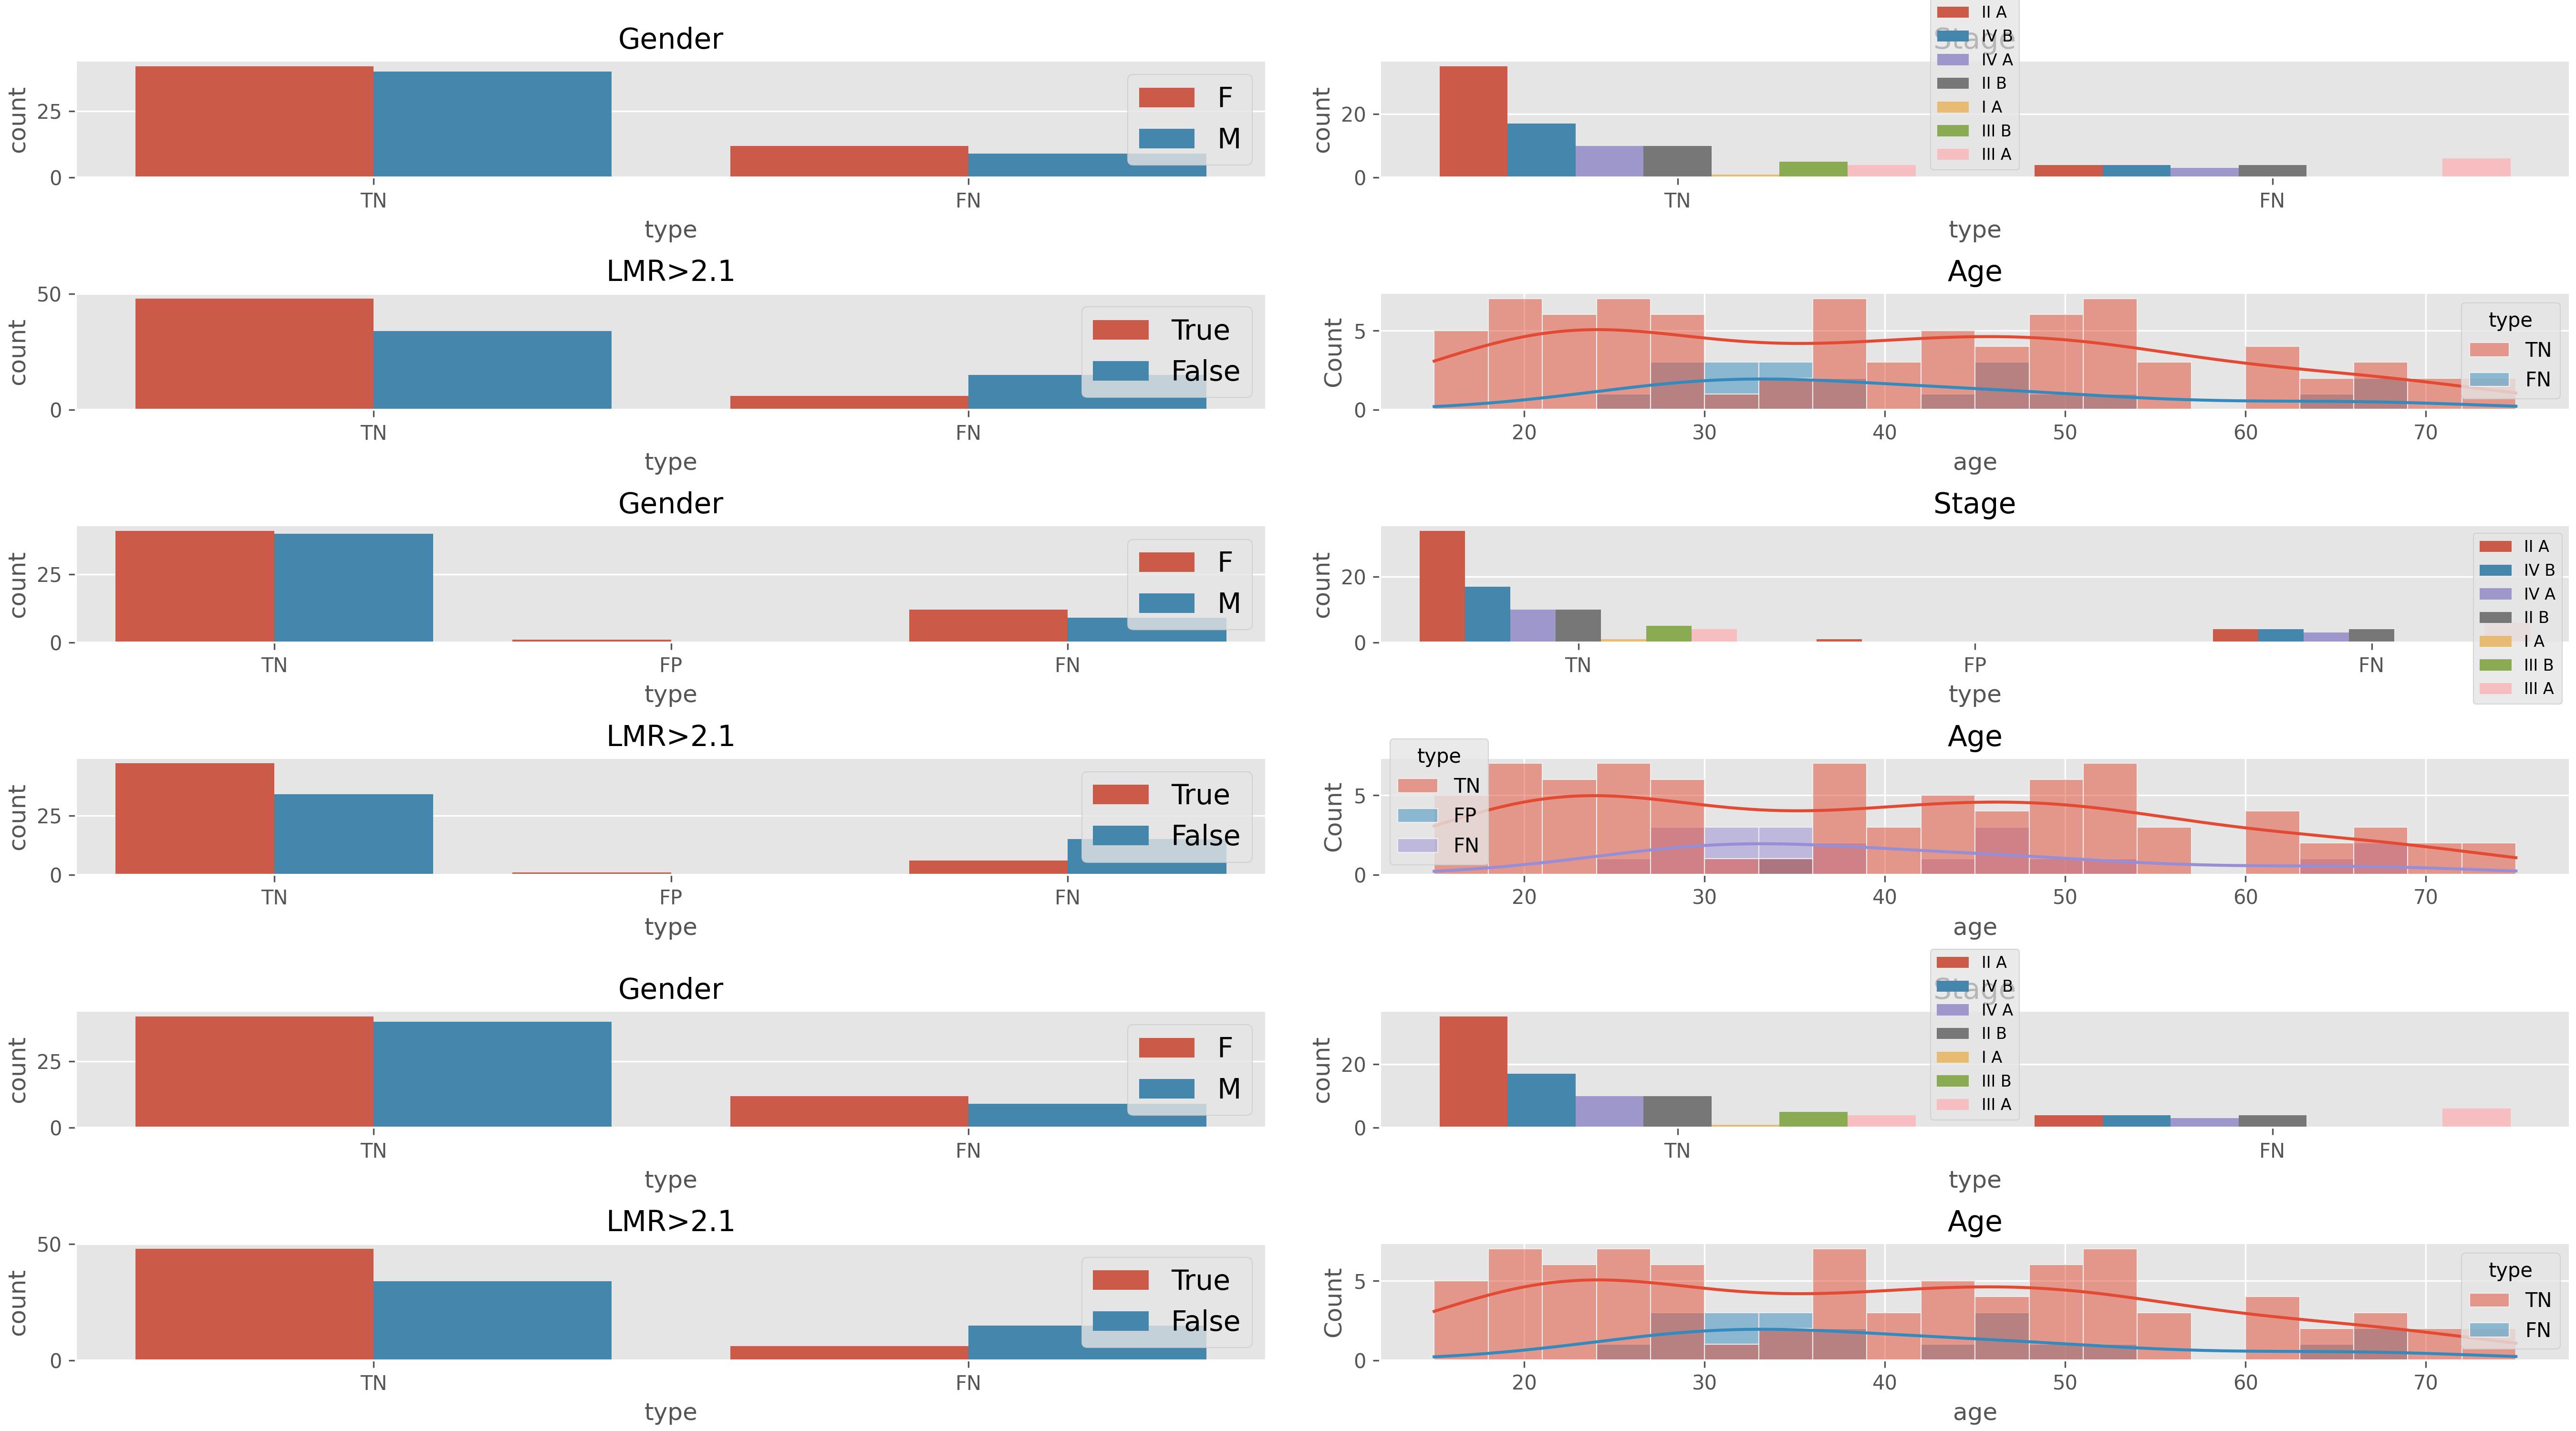 Gender
count
25
0
F
M
TN
FN
type
Stage
count
20
0
II A
IV B
IV A
II B
I A
III B
III A
TN
FN
type
LMR>2.1
count
50
0
True
False
TN
FN
type
Age
Count
5
0
type
TN
FN
20 30 40 50 60 70
age
Gender
count
25
0
F
M
TN
FP
FN
type
Stage
count
20
0
II A
IV B
IV A
II B
I A
III B
III A
TN
FP
FN
type
LMR>2.1
count
25
0
True
False
TN
FP
FN
type
Age
Count
5
0
type
TN
FP
FN
20 30 40 50 60 70
age
Gender
count
25
0
F
M
TN
FN
type
Stage
count
20
0
II A
IV B
IV A
II B
I A
III B
III A
TN
FN
type
LMR>2.1
count
50
0
True
False
TN
FN
type
Age
Count
5
0
type
TN
FN
20 30 40 50 60 70
age